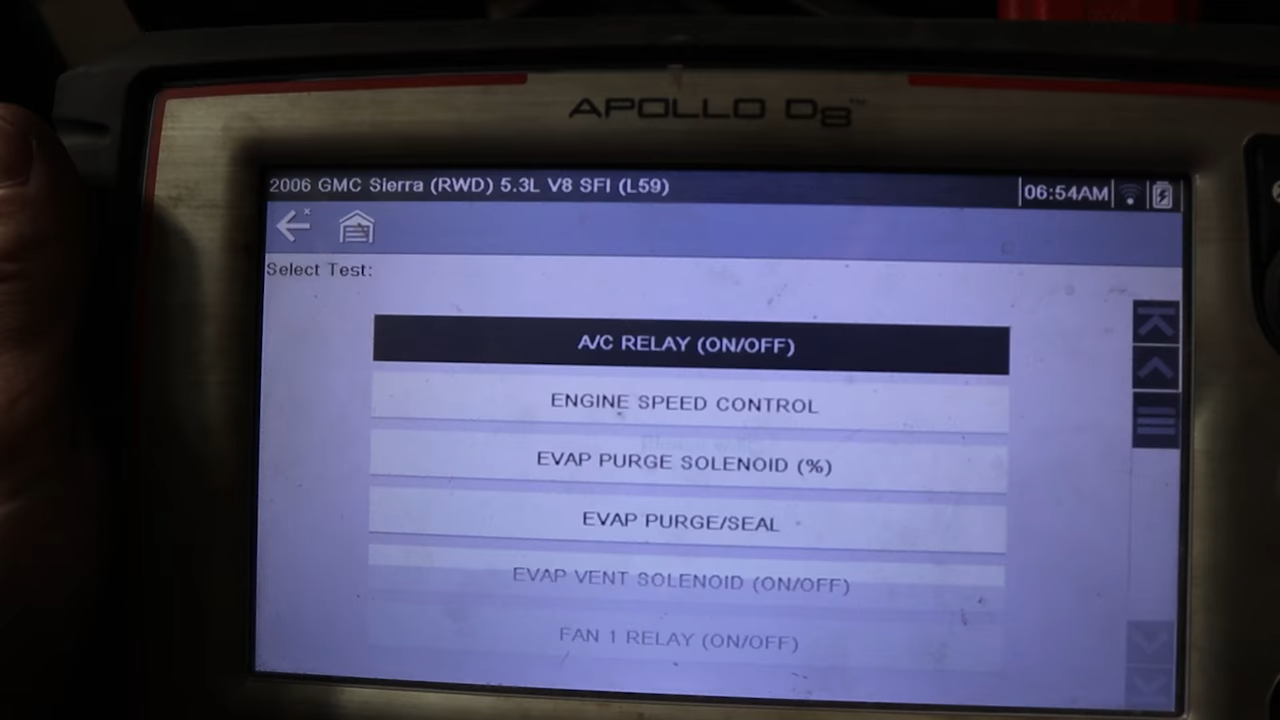 APOLLO D8™
2006 GMC Sierra (RWD) 5.3L V8 SFI (L59)
06:54AM
Select Test:
A/C RELAY (ON/OFF)
ENGINE SPEED CONTROL
EVAP PURGE SOLENOID (%)
EVAP PURGE/SEAL
EVAP VENT SOLENOID (ON/OFF)
FAN 1 RELAY (ON/OFF)